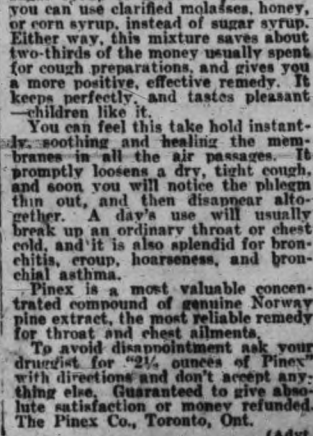 you can use clarified molasses, honey,
or corn syrup, instead of sugar syrup.
Either way, this mixture saves about
two-thirds of the money usually spent
for cough preparations, and gives you
a more positive, effective remedy. It
keeps perfectly, and tastes pleasant
—children like it.
You can feel this take hold instant-
ly, soothing and healing the mem-
branes in all the air passages. It
promptly loosens a dry, tight cough,
and soon you will notice the phlegm
thin out, and then disappear alto-
gether. A day's use will usually
break up an ordinary throat or chest
cold, and it is also splendid for bron-
chitis, croup, hoarseness, and bron-
chial asthma.
Pinex is a most valuable concen-
trated compound of genuine Norway
pine extract, the most reliable remedy
for throat and chest ailments.
To avoid disappointment ask your
druggist for "2½ ounces of Pinex"
with directions and don't accept any-
thing else. Guaranteed to give abso-
lute satisfaction or money refunded.
The Pinex Co., Toronto, Ont.
(Advt.